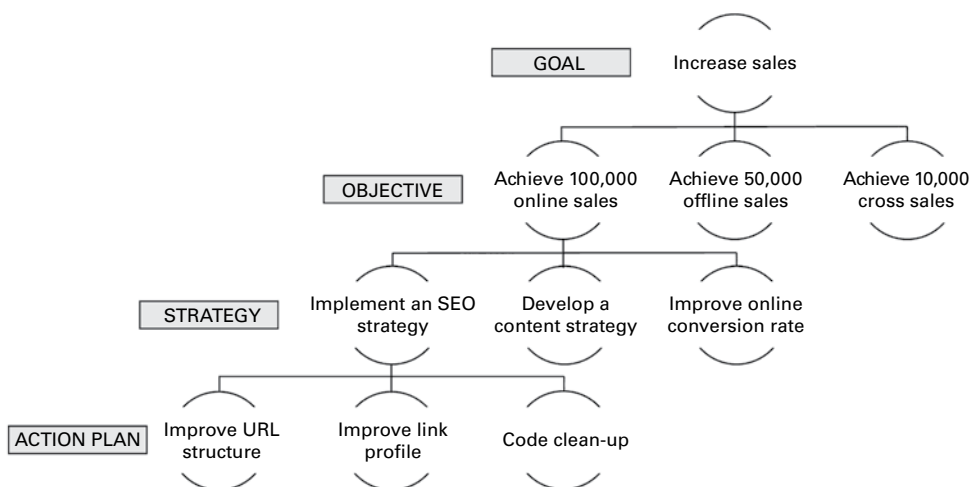 GOAL
Increase sales
OBJECTIVE
Achieve 100,000
online sales
Achieve 50,000
offline sales
Achieve 10,000
cross sales
STRATEGY
Implement an SEO
strategy
Develop a
content strategy
Improve online
conversion rate
ACTION PLAN
Improve URL
structure
Improve link
profile
Code clean-up